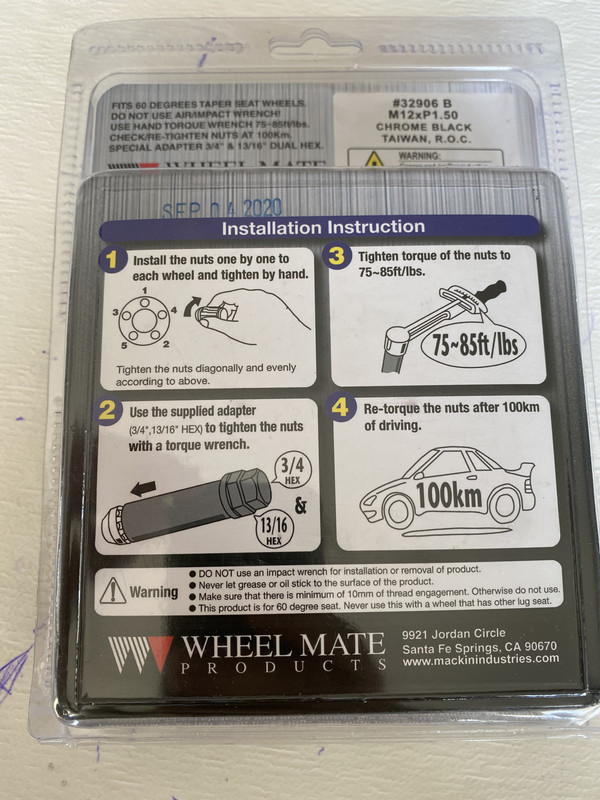 FITS 60 DEGREES TAPER SEAT WHEELS.
DO NOT USE AIR/IMPACT WRENCH!
USE HAND TORQUE WRENCH 75~85ft/lbs.
CHECK/RE-TIGHTEN NUTS AT 100Km.
SPECIAL ADAPTER 3/4" & 13/16" DUAL HEX.
WHEEL MATE
#32906 B
M12xP1.50
CHROME BLACK
TAIWAN, R.O.C.
WARNING:
SEP 04 2020
Installation Instruction
1 Install the nuts one by one to
each wheel and tighten by hand.
1
3 4
5 2
Tighten the nuts diagonally and evenly
according to above.
2 Use the supplied adapter
(3/4",13/16" HEX) to tighten the nuts
with a torque wrench.
3/4
HEX
&
13/16
HEX
3 Tighten torque of the nuts to
75~85ft/lbs.
75~85ft/lbs
4 Re-torque the nuts after 100km
of driving.
100km
Warning
● DO NOT use an impact wrench for installation or removal of product.
● Never let grease or oil stick to the surface of the product.
● Make sure that there is minimum of 10mm of thread engagement. Otherwise do not use.
● This product is for 60 degree seat. Never use this with a wheel that has other lug seat.
WHEEL MATE
PRODUCTS
9921 Jordan Circle
Santa Fe Springs, CA 90670
www.mackinindustries.com